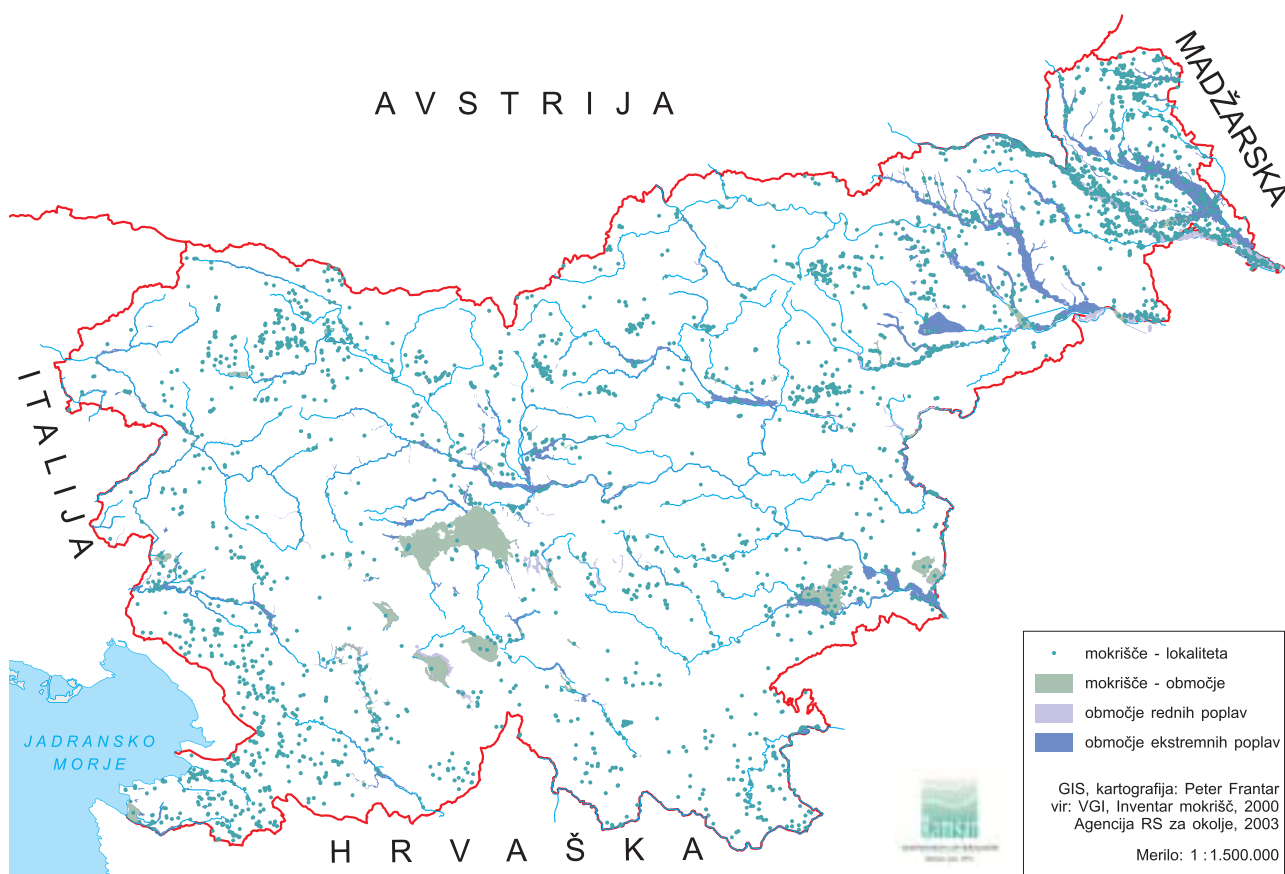 AVSTRIJA
MADŽARSKA
ITALIJA
JADRANSKO
MORJE
HRVAŠKA
mokrišče - lokaliteta
mokrišče - območje
območje rednih poplav
območje ekstremnih poplav
GIS, kartografija: Peter Frantar
vir: VGI, Inventar mokrišč, 2000
Agencija RS za okolje, 2003
Merilo: 1 : 1.500.000